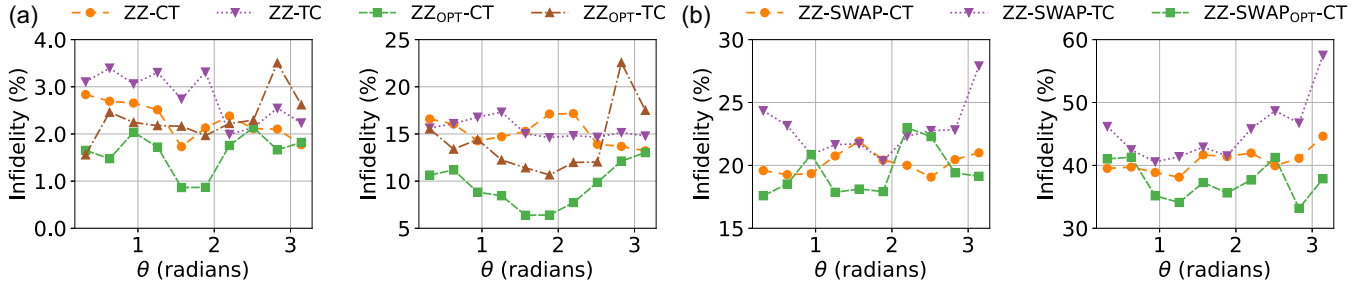 (a) ZZ-CT ZZ-TC ZZOPT-CT ZZOPT-TC (b) ZZ-SWAP-CT ZZ-SWAP-TC ZZ-SWAPOPT-CT
Infidelity (%)
4.0
3.0
2.0
1.0
0.0
1 2 3
θ (radians)
Infidelity (%)
25
20
15
10
5
1 2 3
θ (radians)
Infidelity (%)
30
25
20
15
1 2 3
θ (radians)
Infidelity (%)
60
50
40
30
1 2 3
θ (radians)